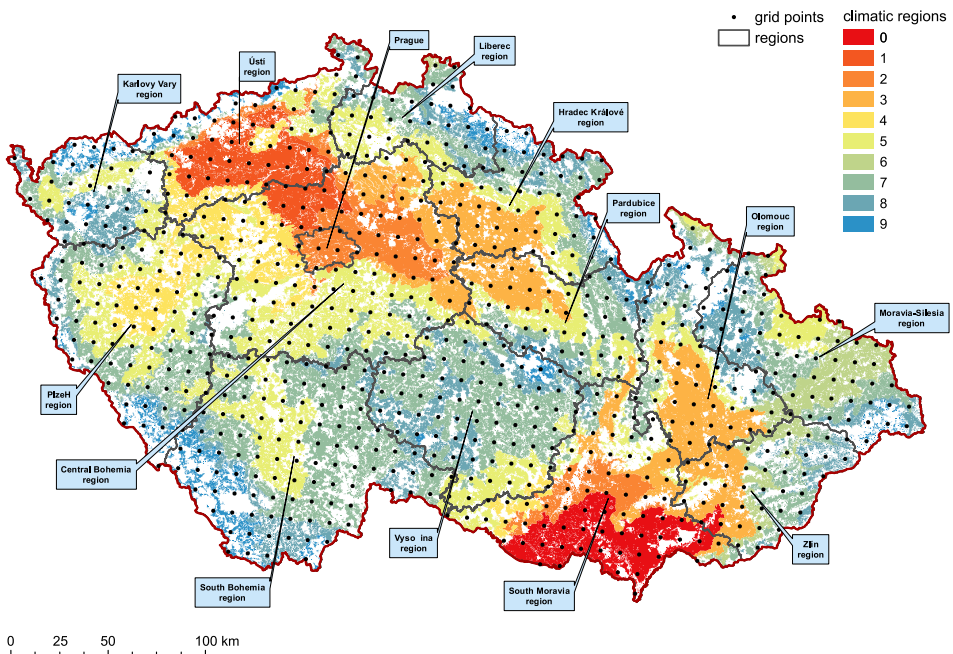 grid points
regions
climatic regions
0
1
2
3
4
5
6
7
8
9
Prague
Liberec
region
Ústí
region
Karlovy Vary
region
Hradec Králové
region
Pardubice
region
Olomouc
region
Moravia-Silesia
region
PlzeH
region
Central Bohemia
region
South Bohemia
region
Vyso ina
region
South Moravia
region
Zlín
region
0 25 50 100 km